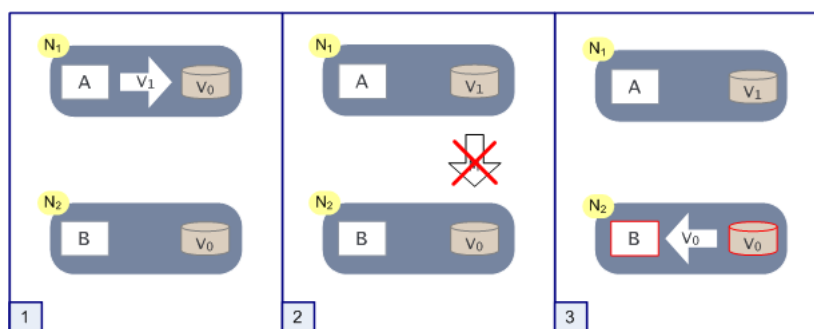 N₁
A V₁ V₀
N₂
B V₀
1
N₁
A V₁
N₂
B V₀
2
N₁
A V₁
N₂
B V₀ V₀
3